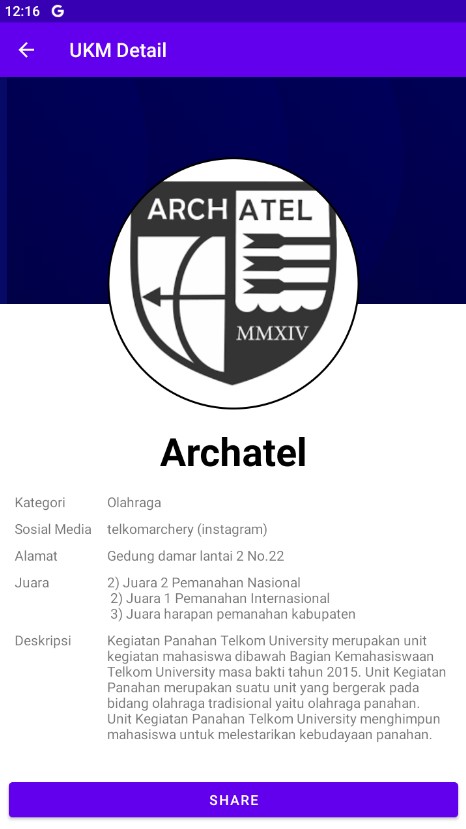 12:16 G
UKM Detail
ARCH ATEL
MMXIV
Archatel
Kategori Olahraga
Sosial Media telkomarchery (instagram)
Alamat Gedung damar lantai 2 No.22
Juara 2) Juara 2 Pemanahan Nasional
2) Juara 1 Pemanahan Internasional
3) Juara harapan pemanahan kabupaten
Deskripsi Kegiatan Panahan Telkom University merupakan unit
kegiatan mahasiswa dibawah Bagian Kemahasiswaan
Telkom University masa bakti tahun 2015. Unit Kegiatan
Panahan merupakan suatu unit yang bergerak pada
bidang olahraga tradisional yaitu olahraga panahan.
Unit Kegiatan Panahan Telkom University menghimpun
mahasiswa untuk melestarikan kebudayaan panahan.
SHARE